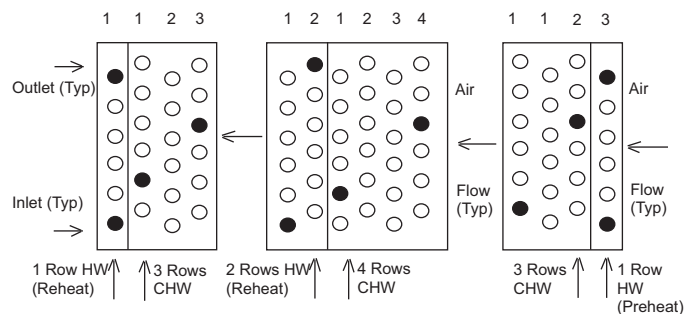 1 1 2 3
1 2 1 2 3 4
1 1 2 3
Outlet (Typ)
Inlet (Typ)
Air
Flow
(Typ)
Air
Flow
(Typ)
1 Row HW
(Reheat)
3 Rows
CHW
2 Rows HW
(Reheat)
4 Rows
CHW
3 Rows
CHW
1 Row
HW
(Preheat)